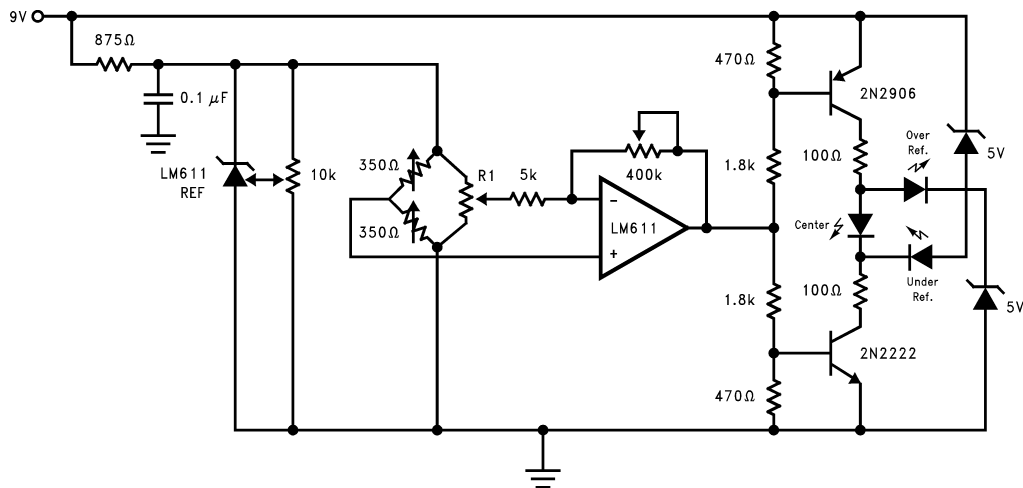 9V
875Ω
0.1 μF
LM611
REF
10k
350Ω
350Ω
R1
5k
400k
−
LM611
+
470Ω
1.8k
1.8k
470Ω
2N2906
100Ω
Over
Ref.
5V
Center
Under
Ref.
100Ω
5V
2N2222